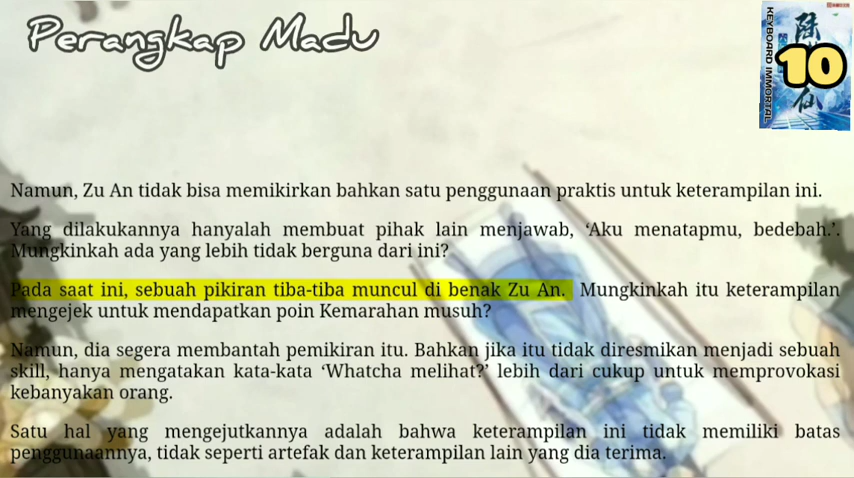 Perangkap Madu
KEYBOARD IMMORTAL
10
Namun, Zu An tidak bisa memikirkan bahkan satu penggunaan praktis untuk keterampilan ini.
Yang dilakukannya hanyalah membuat pihak lain menjawab, ‘Aku menatapmu, bedebah.’.
Mungkinkah ada yang lebih tidak berguna dari ini?
Pada saat ini, sebuah pikiran tiba-tiba muncul di benak Zu An. Mungkinkah itu keterampilan
mengejek untuk mendapatkan poin Kemarahan musuh?
Namun, dia segera membantah pemikiran itu. Bahkan jika itu tidak diresmikan menjadi sebuah
skill, hanya mengatakan kata-kata ‘Whatcha melihat?’ lebih dari cukup untuk memprovokasi
kebanyakan orang.
Satu hal yang mengejutkannya adalah bahwa keterampilan ini tidak memiliki batas
penggunaannya, tidak seperti artefak dan keterampilan lain yang dia terima.